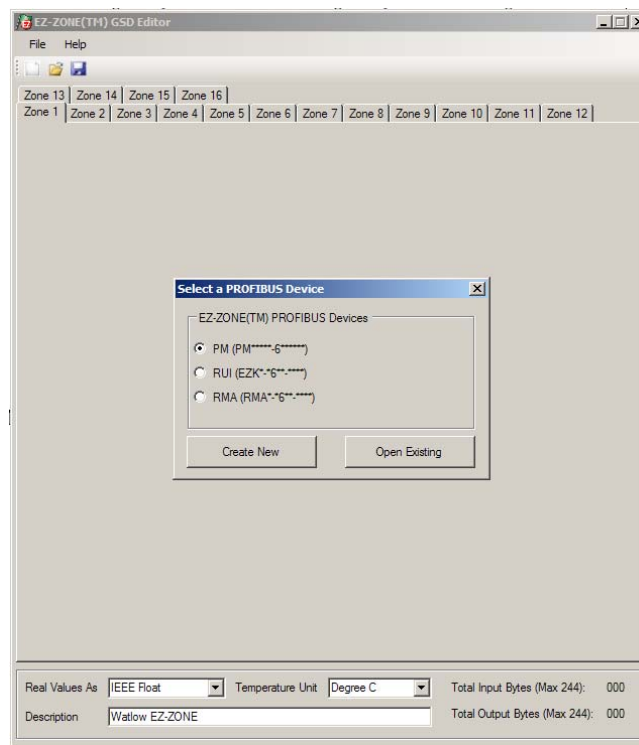 EZ-ZONE(TM) GSD Editor
File Help
Zone 13 Zone 14 Zone 15 Zone 16
Zone 1 Zone 2 Zone 3 Zone 4 Zone 5 Zone 6 Zone 7 Zone 8 Zone 9 Zone 10 Zone 11 Zone 12
Select a PROFIBUS Device
EZ-ZONE(TM) PROFIBUS Devices
PM (PM*****-6******)
RUI (EZK*-*6**-****)
RMA (RMA*-*6**-****)
Create New Open Existing
Real Values As IEEE Float Temperature Unit Degree C Total Input Bytes (Max 244): 000
Description Watlow EZ-ZONE Total Output Bytes (Max 244): 000